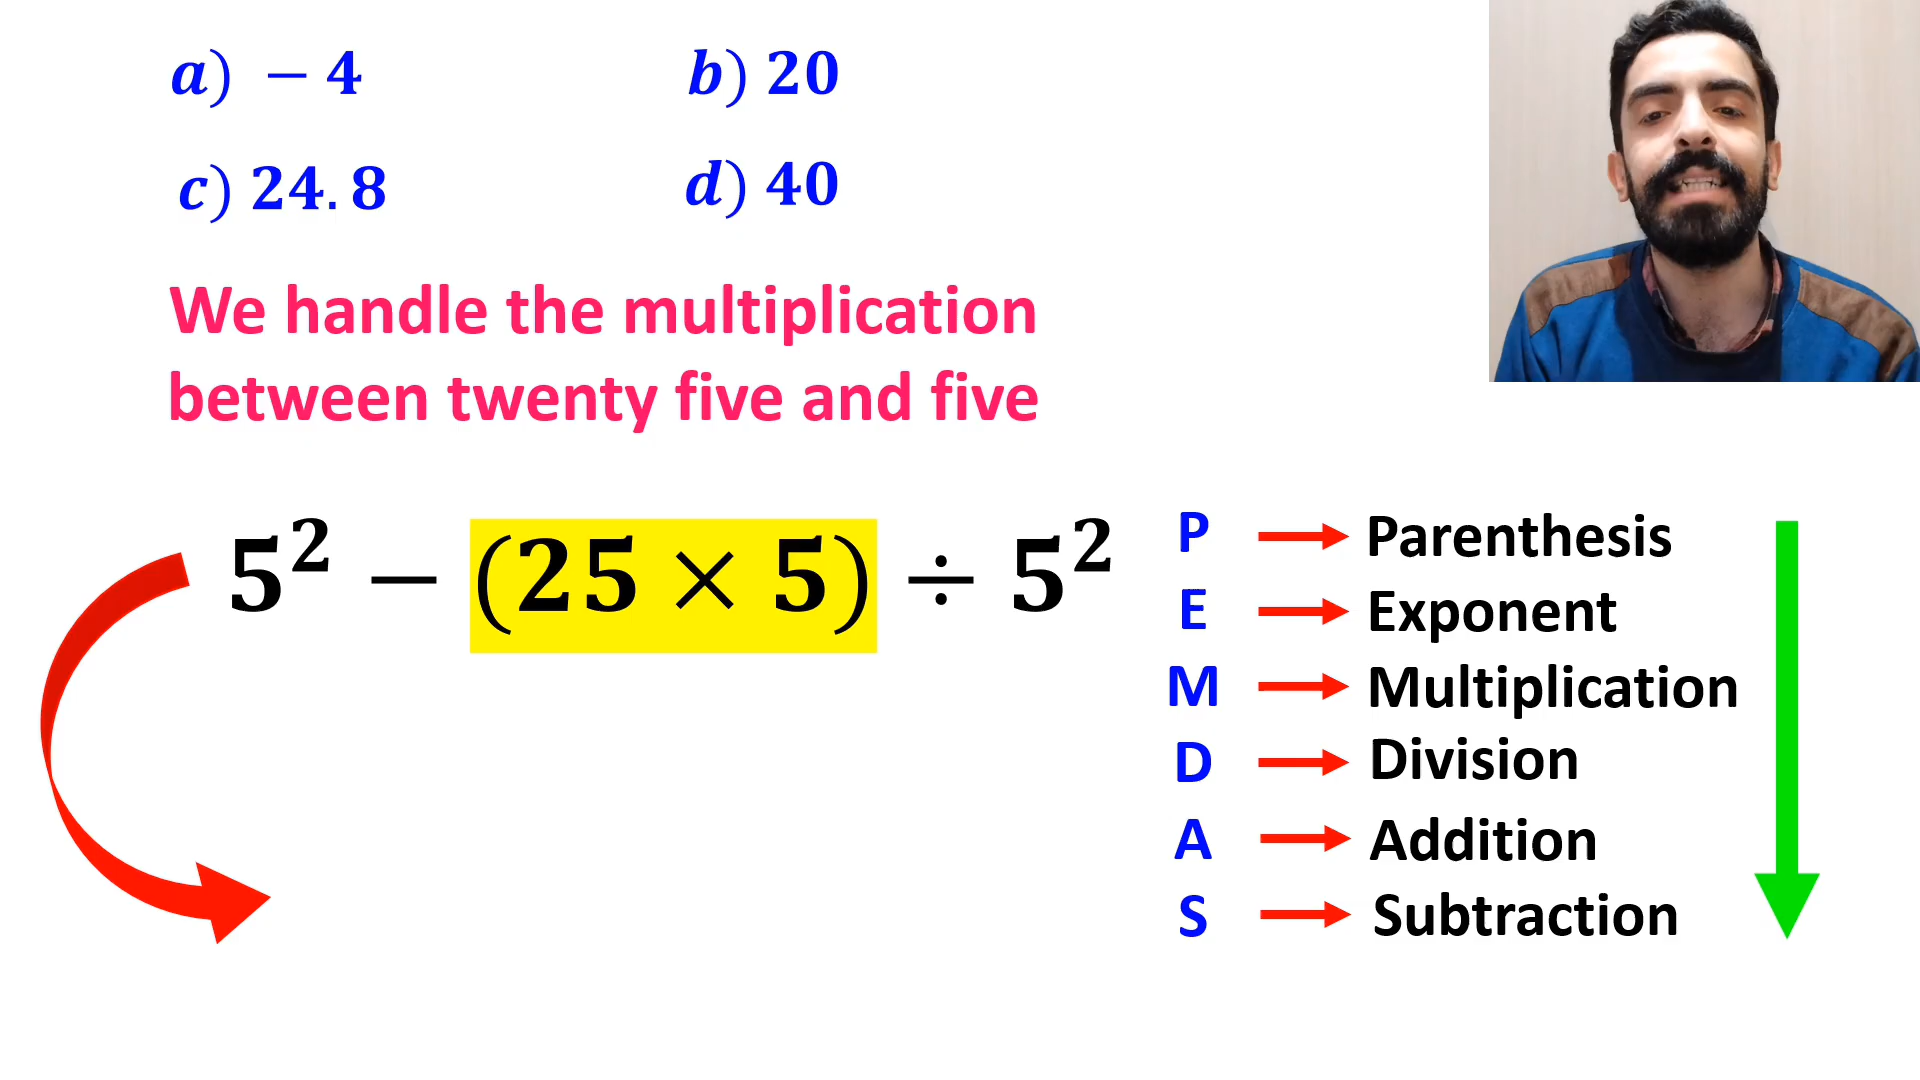 a) − 4
b) 20
c) 24.8
d) 40
We handle the multiplication
between twenty five and five
5² − (25 × 5) ÷ 5²
P → Parenthesis
E → Exponent
M → Multiplication
D → Division
A → Addition
S → Subtraction